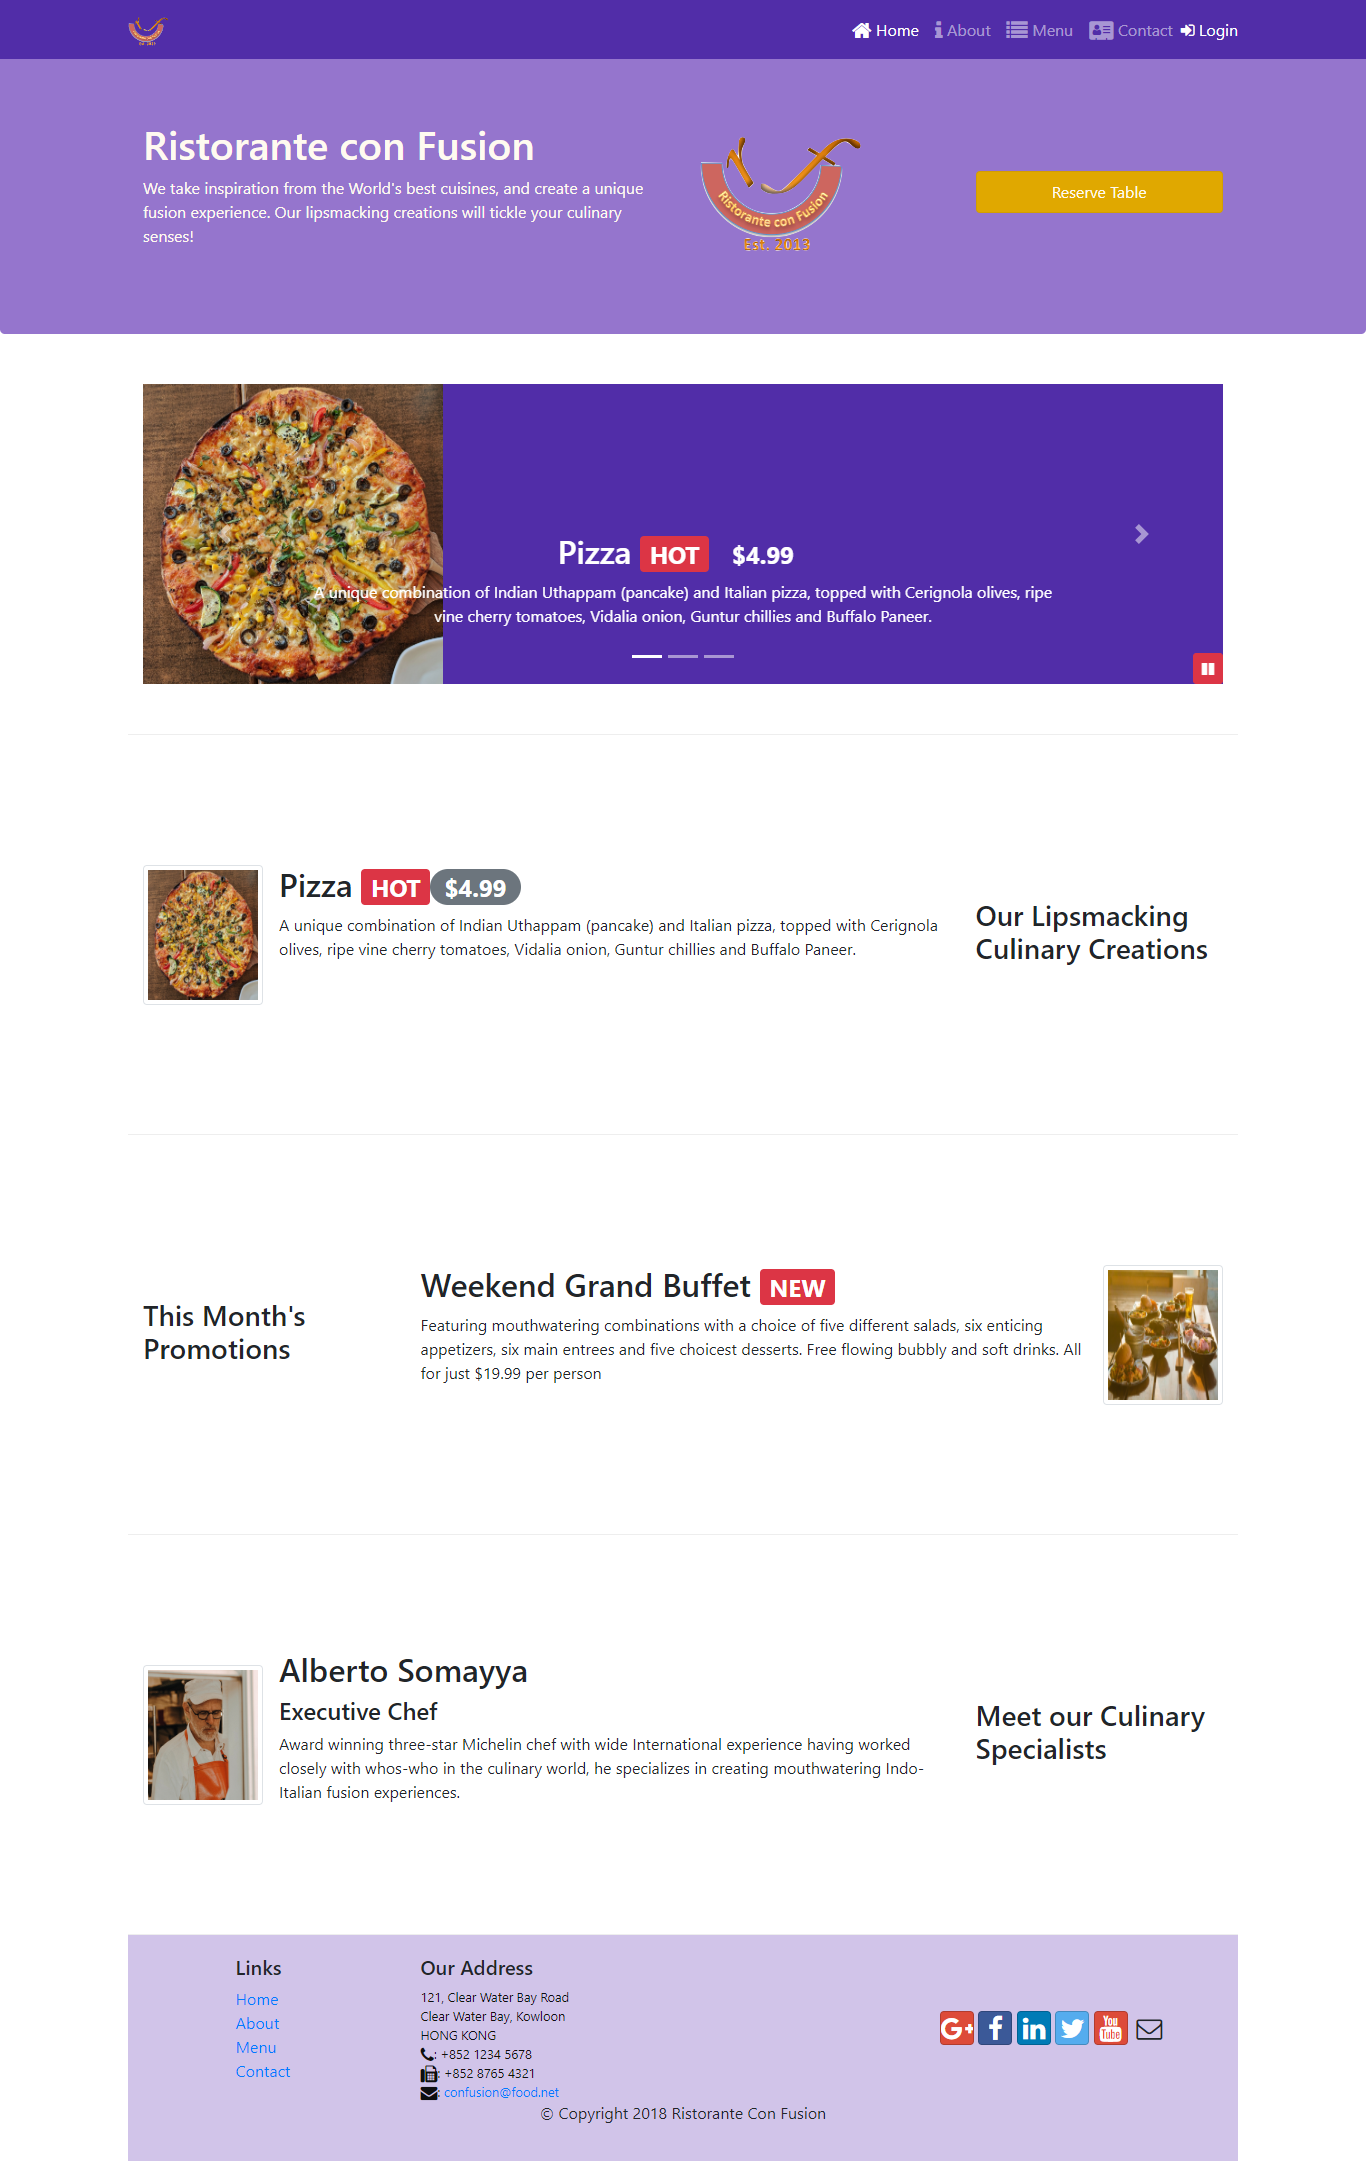 Home About Menu Contact Login
Ristorante con Fusion
We take inspiration from the World's best cuisines, and create a unique
fusion experience. Our lipsmacking creations will tickle your culinary
senses!
Ristorante con Fusion
Est. 2013
Reserve Table
Pizza HOT $4.99
A unique combination of Indian Uthappam (pancake) and Italian pizza, topped with Cerignola olives, ripe
vine cherry tomatoes, Vidalia onion, Guntur chillies and Buffalo Paneer.
Pizza HOT $4.99
A unique combination of Indian Uthappam (pancake) and Italian pizza, topped with Cerignola
olives, ripe vine cherry tomatoes, Vidalia onion, Guntur chillies and Buffalo Paneer.
Our Lipsmacking
Culinary Creations
This Month's
Promotions
Weekend Grand Buffet NEW
Featuring mouthwatering combinations with a choice of five different salads, six enticing
appetizers, six main entrees and five choicest desserts. Free flowing bubbly and soft drinks. All
for just $19.99 per person
Alberto Somayya
Executive Chef
Award winning three-star Michelin chef with wide International experience having worked
closely with whos-who in the culinary world, he specializes in creating mouthwatering Indo-
Italian fusion experiences.
Meet our Culinary
Specialists
Links
Home
About
Menu
Contact
Our Address
121, Clear Water Bay Road
Clear Water Bay, Kowloon
HONG KONG
: +852 1234 5678
: +852 8765 4321
: confusion@food.net
G+ f in You Tube
© Copyright 2018 Ristorante Con Fusion